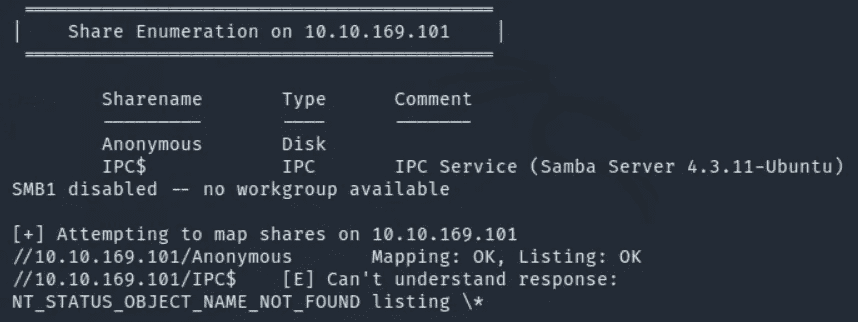 Share Enumeration on 10.10.169.101
Sharename Type Comment
Anonymous Disk
IPC$ IPC IPC Service (Samba Server 4.3.11-Ubuntu)
SMB1 disabled -- no workgroup available
[+] Attempting to map shares on 10.10.169.101
//10.10.169.101/Anonymous Mapping: OK, Listing: OK
//10.10.169.101/IPC$ [E] Can't understand response:
NT_STATUS_OBJECT_NAME_NOT_FOUND listing \*